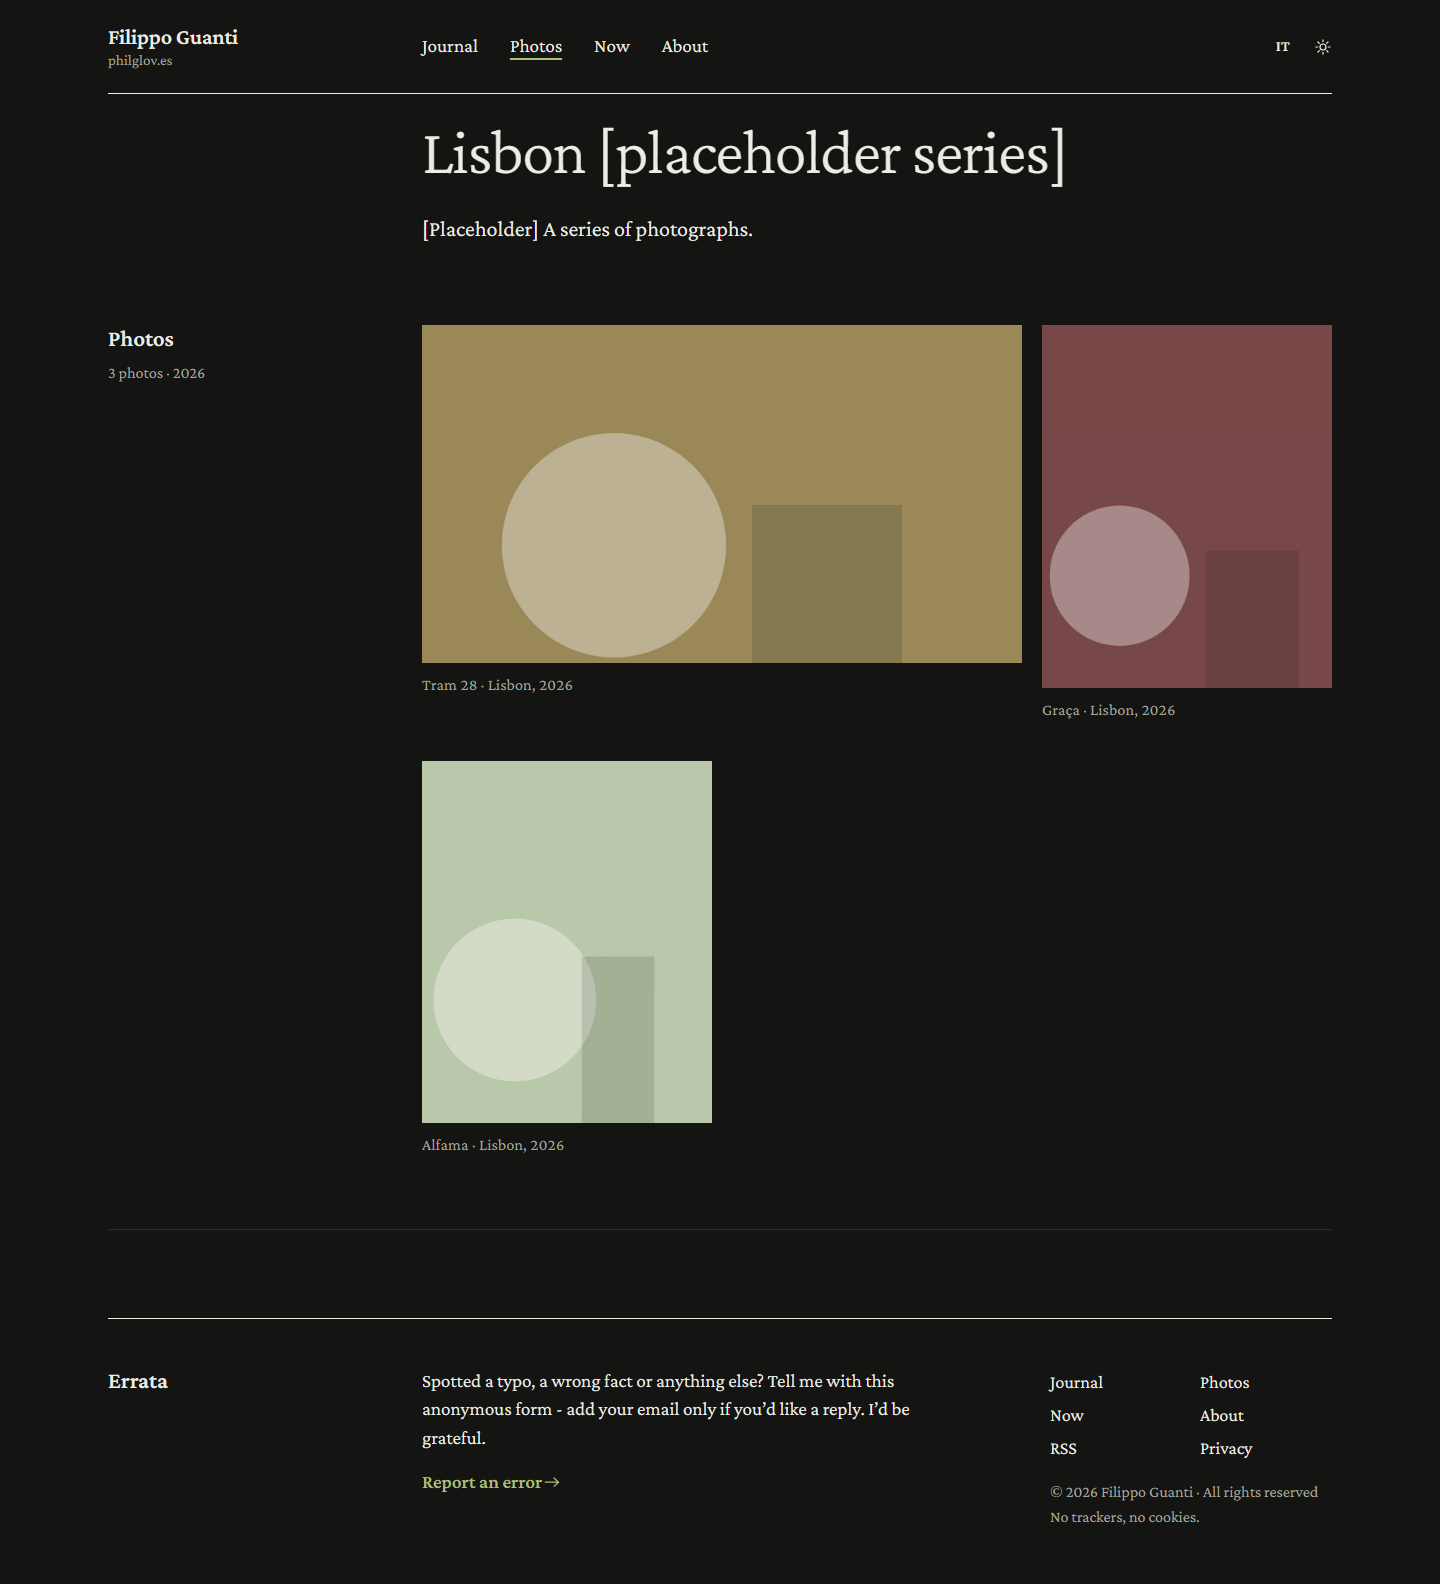 Filippo Guanti
philglov.es
Journal Photos Now About
IT
Lisbon [placeholder series]
[Placeholder] A series of photographs.
Photos
3 photos · 2026
Tram 28 · Lisbon, 2026
Graça · Lisbon, 2026
Alfama · Lisbon, 2026
Errata
Spotted a typo, a wrong fact or anything else? Tell me with this
anonymous form - add your email only if you’d like a reply. I’d be
grateful.
Report an error→
Journal Photos
Now About
RSS Privacy
© 2026 Filippo Guanti · All rights reserved
No trackers, no cookies.